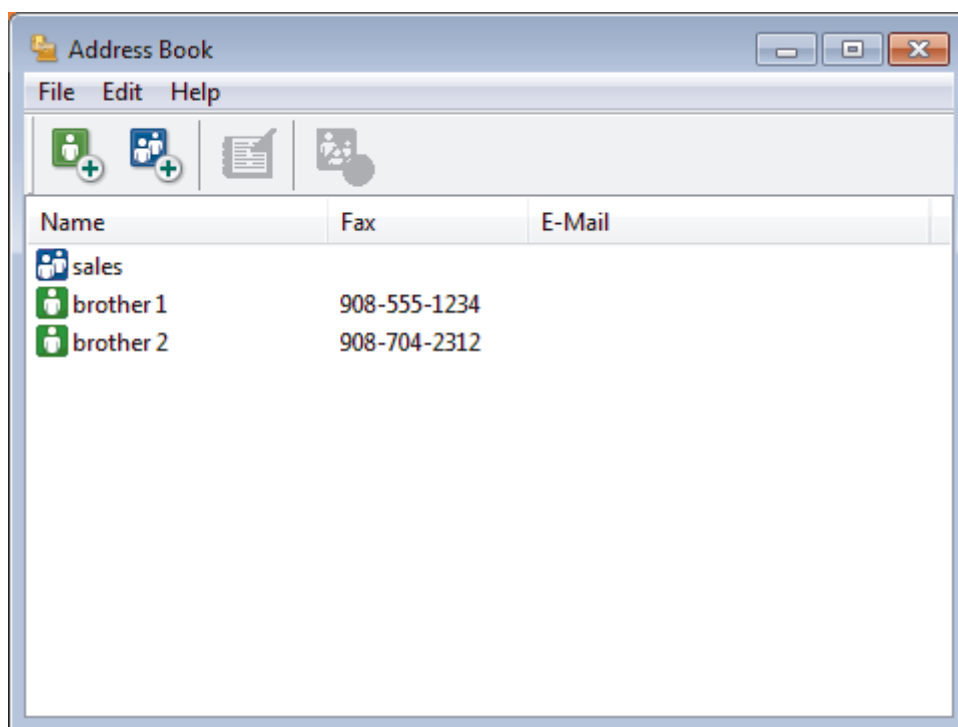 Address Book
File Edit Help
Name Fax E-Mail
sales
brother 1 908-555-1234
brother 2 908-704-2312